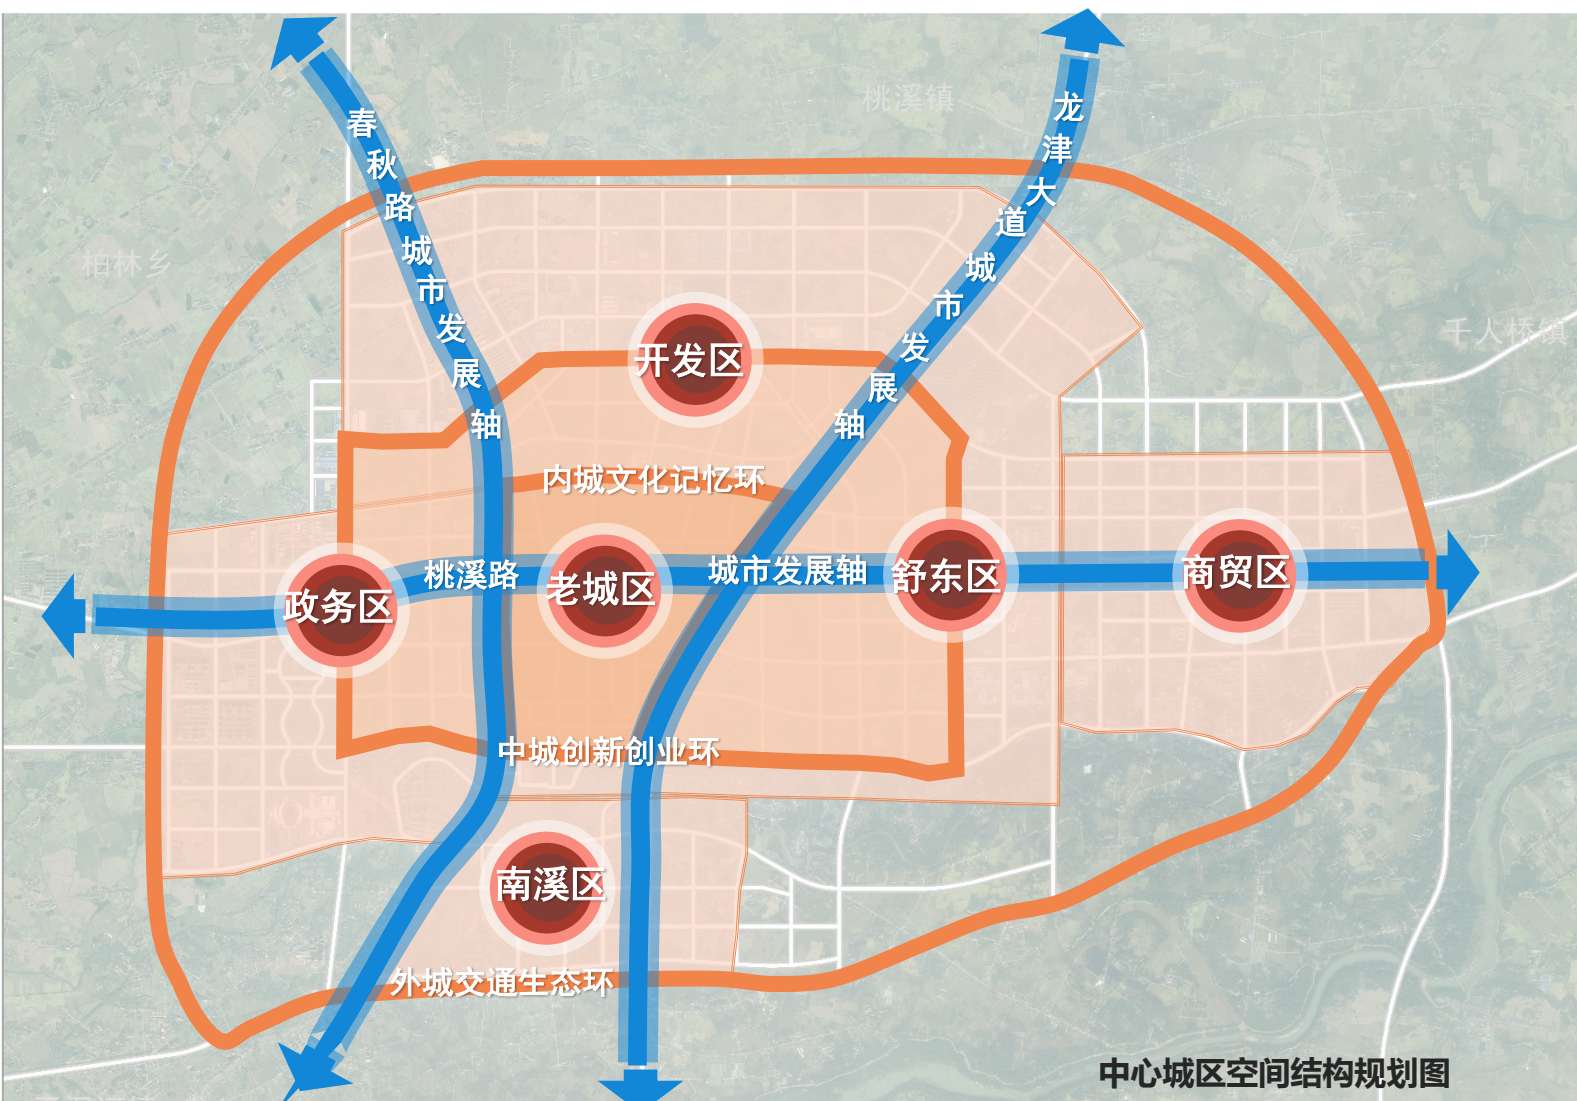 桃溪镇
柏林乡
千人桥镇
春秋路城市发展轴
龙津大道城市发展轴
开发区
内城文化记忆环
桃溪路
城市发展轴
政务区
老城区
舒东区
商贸区
中城创新创业环
南溪区
外城交通生态环
中心城区空间结构规划图